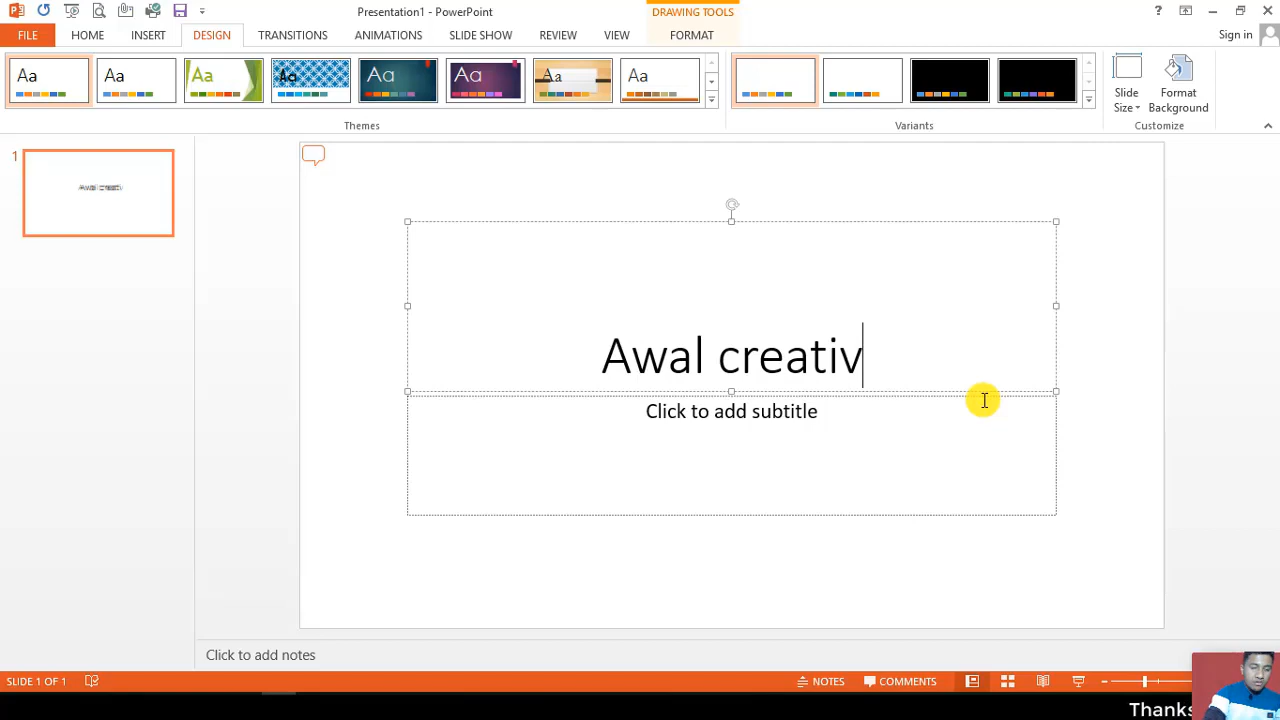 Presentation1 - PowerPoint
DRAWING TOOLS
?
FILE
HOME
INSERT
DESIGN
TRANSITIONS
ANIMATIONS
SLIDE SHOW
REVIEW
VIEW
FORMAT
Sign in
Aa
Aa
Aa
Aa
Aa
Aa
Aa
Aa
Slide Size
Format Background
Themes
Variants
Customize
1
Awal creativ
Awal creativ
Click to add subtitle
Click to add notes
SLIDE 1 OF 1
NOTES
COMMENTS
Thanks